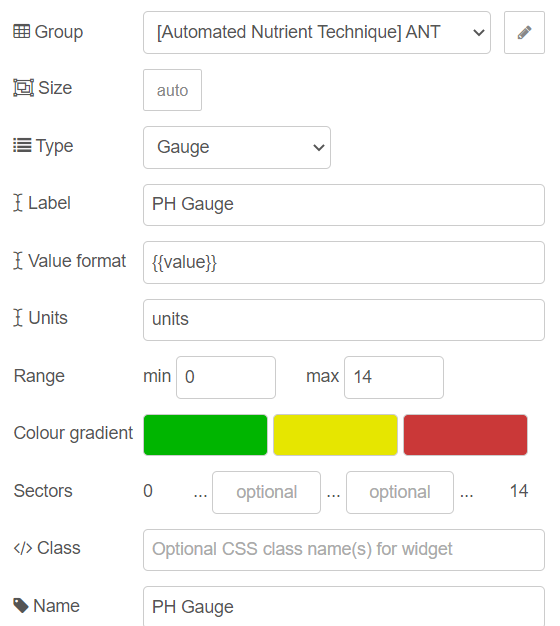 Group [Automated Nutrient Technique] ANT
Size auto
Type Gauge
Label PH Gauge
Value format {{value}}
Units units
Range min 0 max 14
Colour gradient
Sectors 0 ... optional ... optional ... 14
</> Class Optional CSS class name(s) for widget
Name PH Gauge